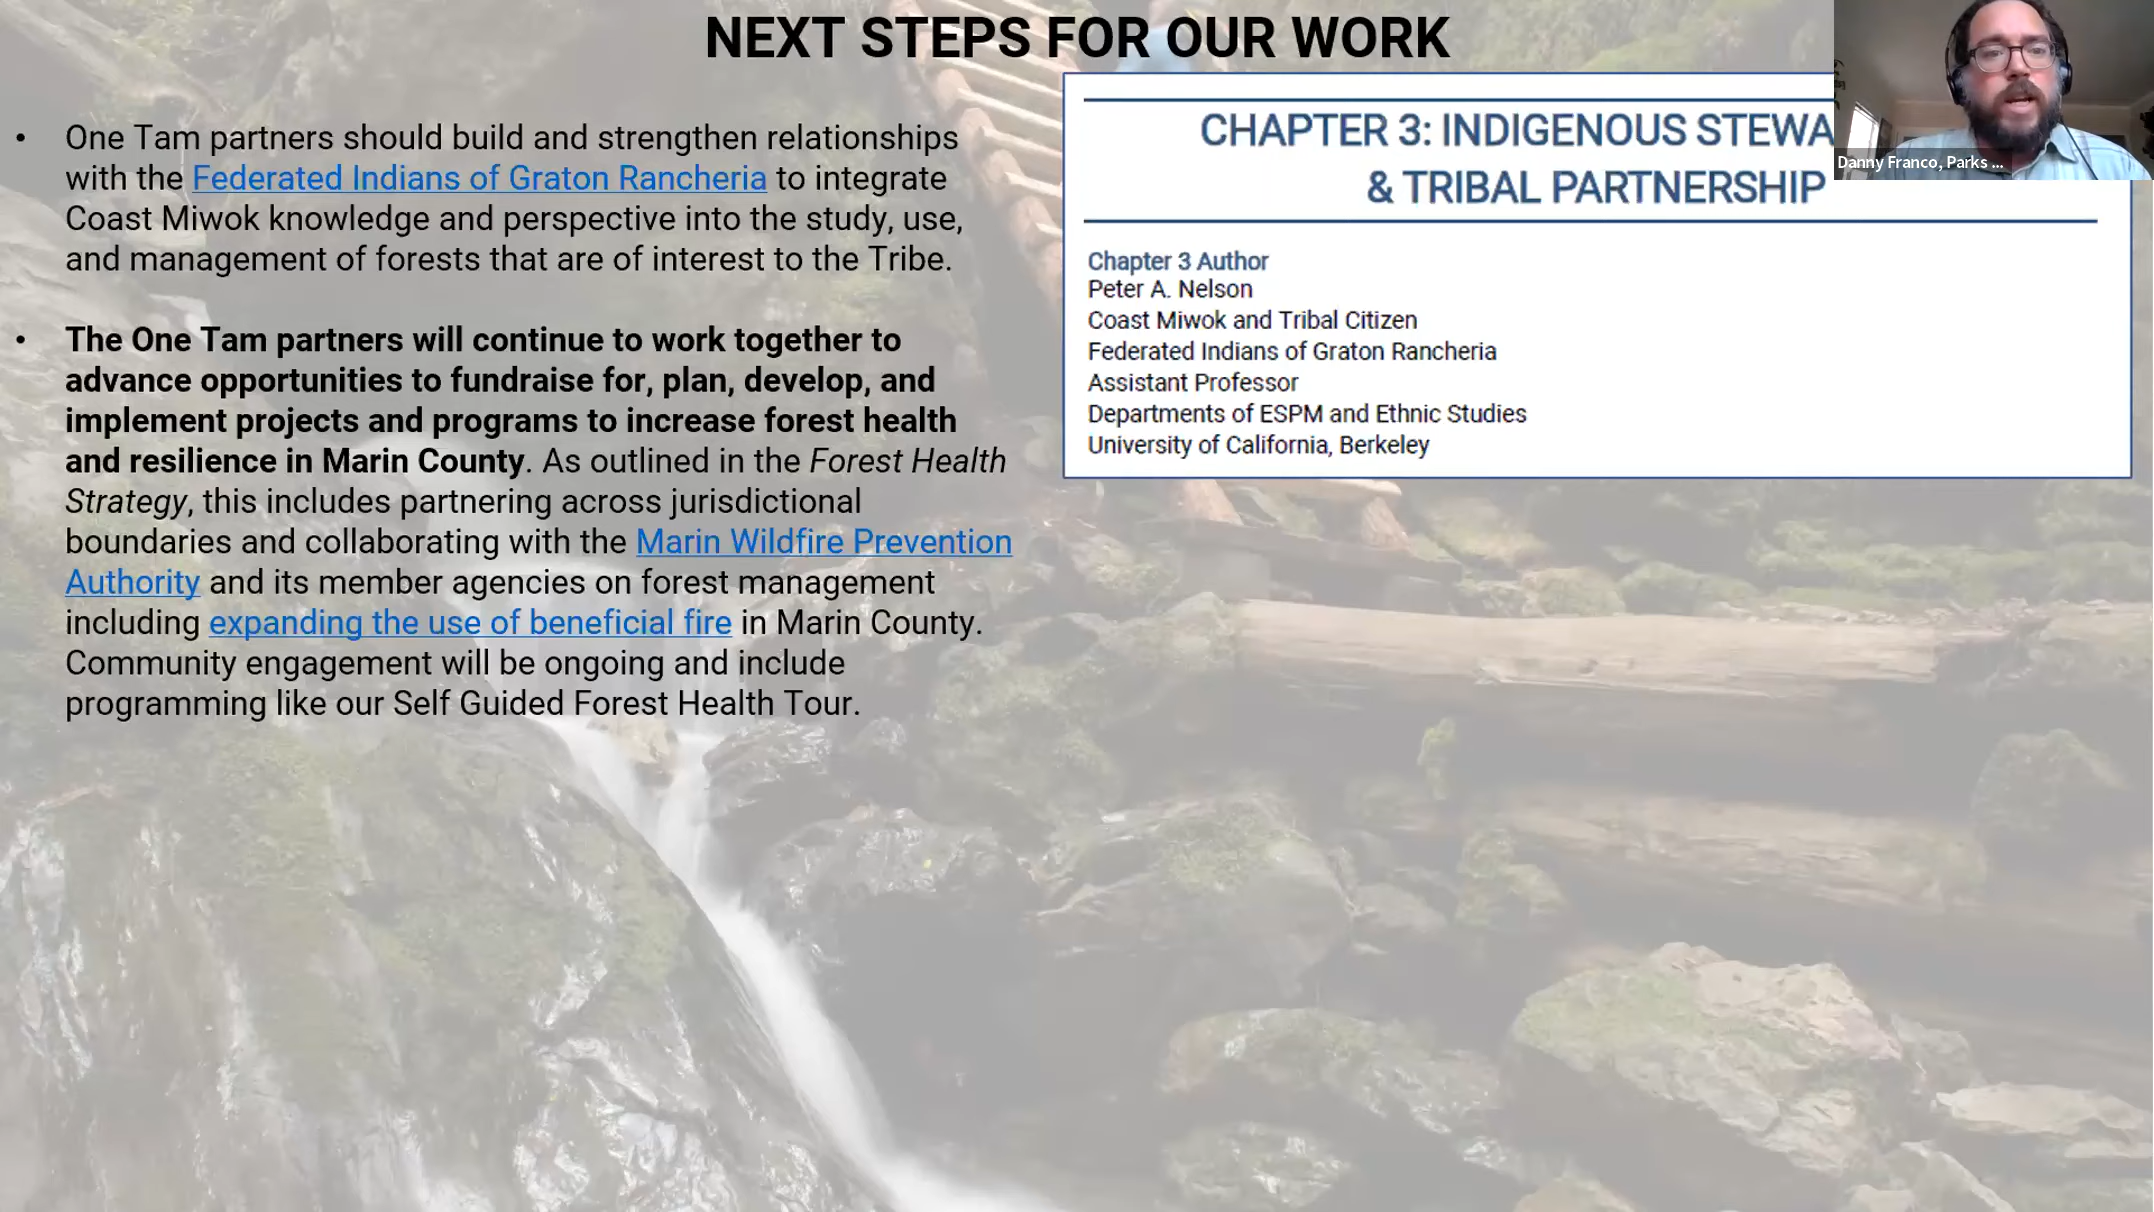 NEXT STEPS FOR OUR WORK
• One Tam partners should build and strengthen relationships
with the Federated Indians of Graton Rancheria to integrate
Coast Miwok knowledge and perspective into the study, use,
and management of forests that are of interest to the Tribe.
• The One Tam partners will continue to work together to
advance opportunities to fundraise for, plan, develop, and
implement projects and programs to increase forest health
and resilience in Marin County. As outlined in the Forest Health
Strategy, this includes partnering across jurisdictional
boundaries and collaborating with the Marin Wildfire Prevention
Authority and its member agencies on forest management
including expanding the use of beneficial fire in Marin County.
Community engagement will be ongoing and include
programming like our Self Guided Forest Health Tour.
CHAPTER 3: INDIGENOUS STEWA
& TRIBAL PARTNERSHIP
Chapter 3 Author
Peter A. Nelson
Coast Miwok and Tribal Citizen
Federated Indians of Graton Rancheria
Assistant Professor
Departments of ESPM and Ethnic Studies
University of California, Berkeley
Danny Franco, Parks ...